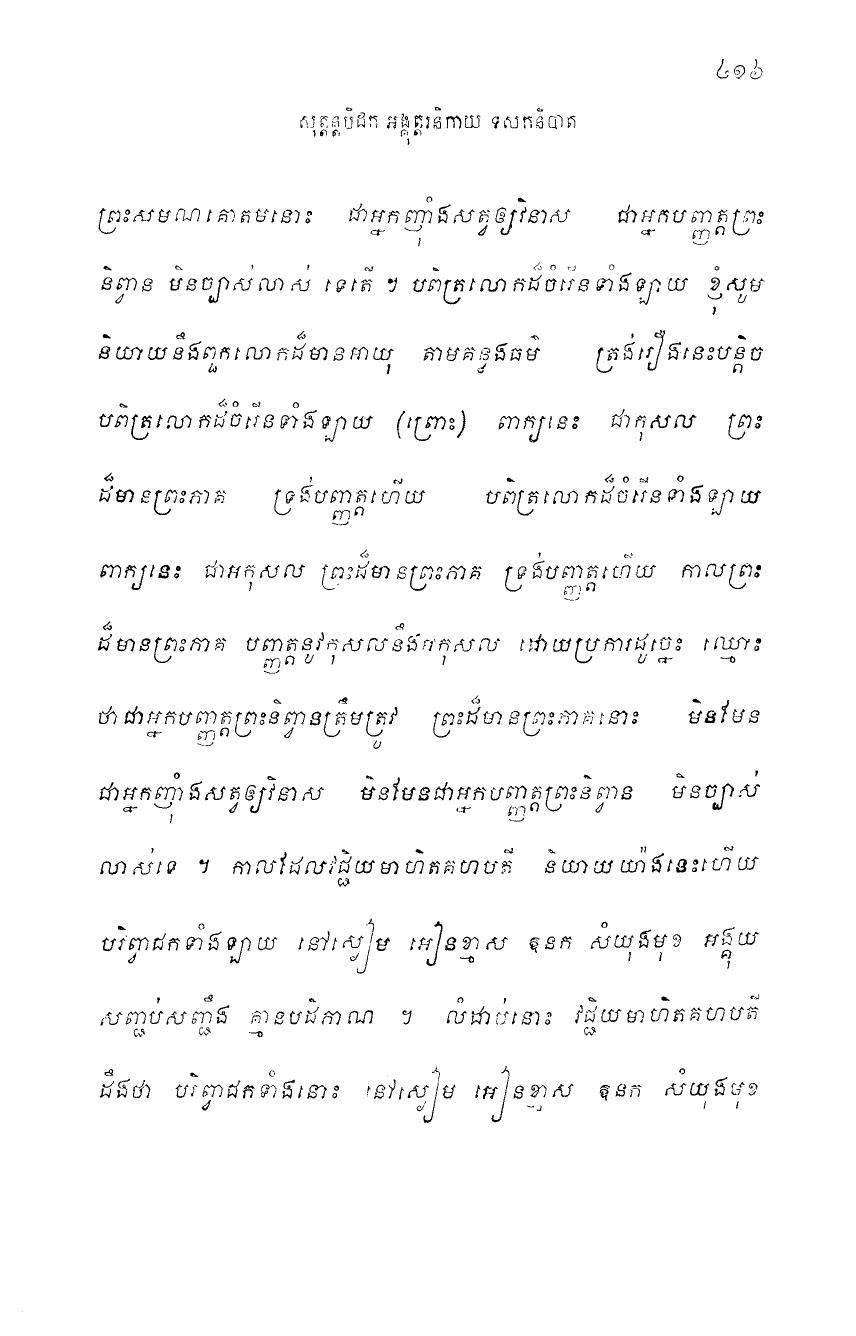 ៤១៦
សុត្តន្តបិដក អង្គុត្តរនិកាយ ទសកនិបាត
ព្រះសមណគោតមនោះ ជាអ្នកញ៉ាំងសត្វឲ្យវិនាស ជាអ្នកបញ្ញត្តព្រះ
និព្វាន មិនច្បាស់លាស់ ទេតើ ។ បពិត្រលោកដ៏ចំរើនទាំងឡាយ ខ្ញុំសូម
និយាយនឹងពួកលោកដ៏មានអាយុ តាមគន្លងធម៌ ត្រង់រឿងនេះបន្តិច
បពិត្រលោកដ៏ចំរើនទាំងឡាយ (ព្រោះ) ពាក្យនេះ ជាកុសល ព្រះ
ដ៏មានព្រះភាគ ទ្រង់បញ្ញត្តហើយ បពិត្រលោកដ៏ចំរើនទាំងឡាយ
ពាក្យនេះ ជាអកុសល ព្រះដ៏មានព្រះភាគ ទ្រង់បញ្ញត្តហើយ កាលព្រះ
ដ៏មានព្រះភាគ បញ្ញត្តនូវកុសលនឹងអកុសល ដោយប្រការដូច្នេះ ឈ្មោះ
ថាជាអ្នកបញ្ញត្តព្រះនិព្វានត្រឹមត្រូវ ព្រះដ៏មានព្រះភាគនោះ មិនមែន
ជាអ្នកញ៉ាំងសត្វឲ្យវិនាស មិនមែនជាអ្នកបញ្ញត្តព្រះនិព្វាន មិនច្បាស់
លាស់ទេ ។ កាលដែលវជ្ជិយមាហិតគហបតី និយាយយ៉ាងនេះហើយ
បរិព្វាជកទាំងឡាយ នៅស្ងៀម អៀនខ្មាស ឱនក សំយុងមុខ អង្គុយ
សញ្ជប់សញ្ជឹង គ្មានបដិភាណ ។ លំដាប់នោះ វជ្ជិយមាហិតគហបតី
ដឹងថា បរិព្វាជកទាំងនោះ នៅស្ងៀម អៀនខ្មាស ឱនក សំយុងមុខ